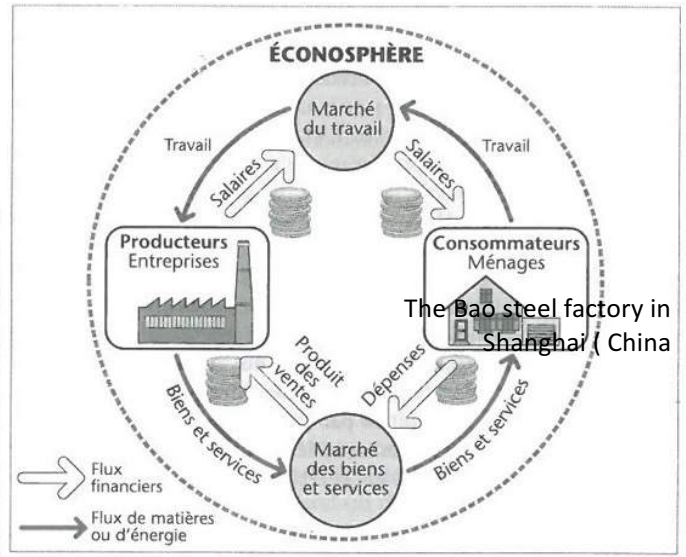 ÉCONOSPHÈRE
Marché
du travail
Travail
Travail
Salaires
Salaires
Producteurs
Entreprises
Consommateurs
Ménages
The Bao steel factory in
Shanghai ( China
Produit
des
ventes
Dépenses
Biens et services
Biens et services
Marché
des biens
et services
Flux
financiers
Flux de matières
ou d'énergie